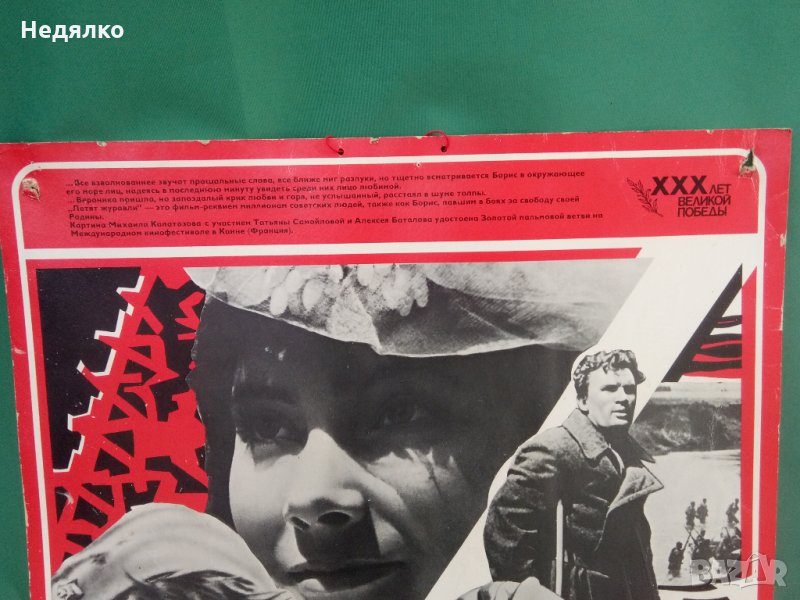 Недялко
...Все взволнованнее звучат прощальные слова, все ближе миг разлуки, но тщетно всматривается Борис в окружающее
его море лиц, надеясь в последнюю минуту увидеть среди них лицо любимой.
...Вероника пришла, но запоздалый крик любви и горя, не услышанный, растаял в шуме толпы.
„Летят журавли" — это фильм-реквием миллионам советских людей, таких как Борис, павшим в боях за свободу своей
Родины.
Картина Михаила Калатозова с участием Татьяны Самойловой и Алексея Баталова удостоена Золотой пальмовой ветви на
Международном кинофестивале в Канне (Франция).
XXX ЛЕТ
ВЕЛИКОЙ
ПОБЕДЫ
BAZAR